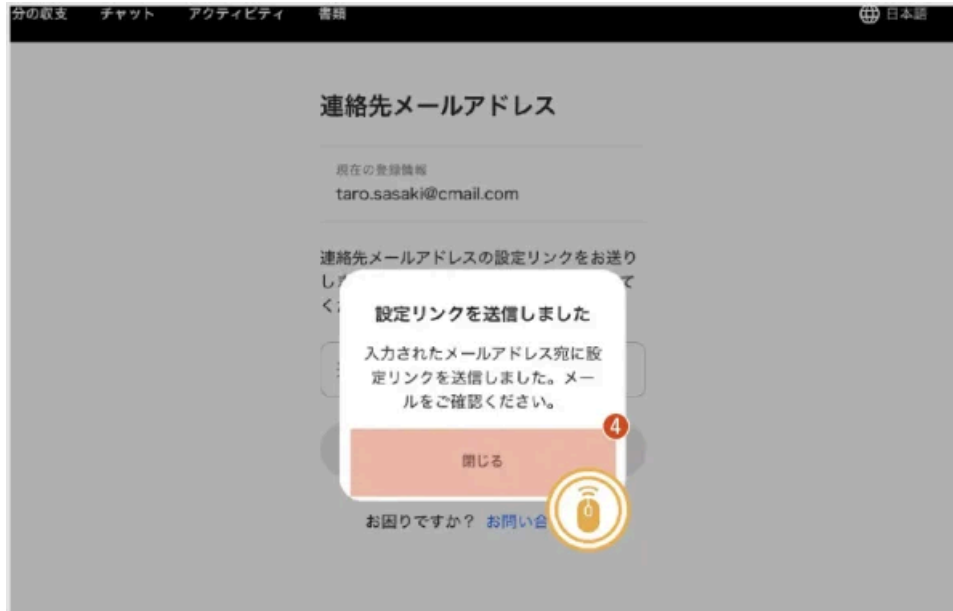 分の収支 チャット アクティビティ 書類 日本語
連絡先メールアドレス
現在の登録情報
taro.sasaki@cmail.com
連絡先メールアドレスの設定リンクをお送り
し
て
く
設定リンクを送信しました
入力されたメールアドレス宛に設
定リンクを送信しました。メー
ルをご確認ください。
4
閉じる
お困りですか？ お問い合